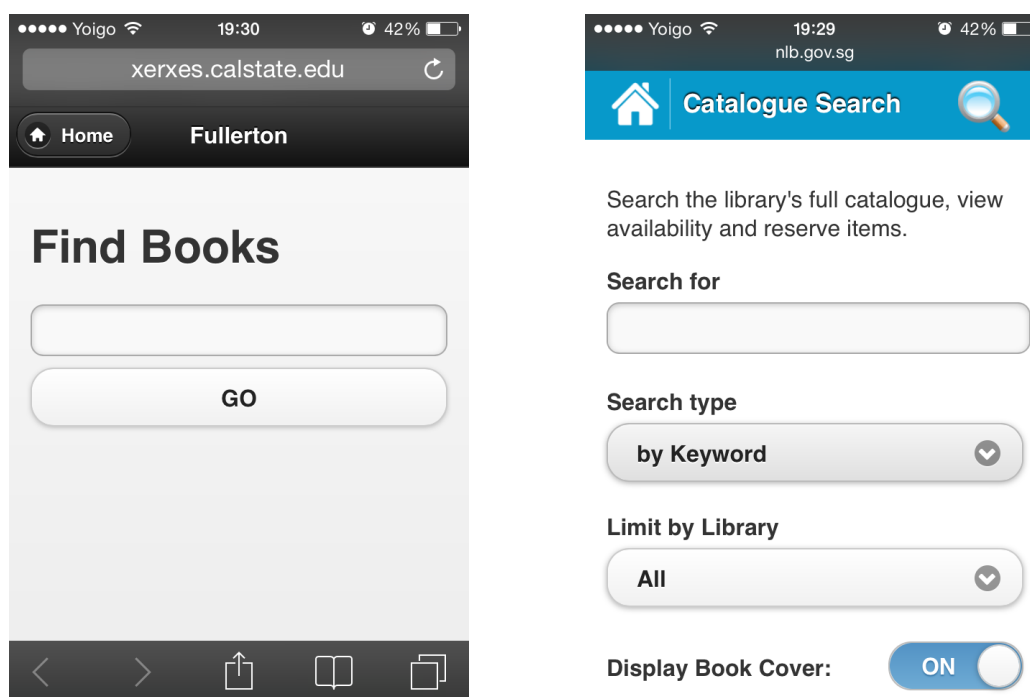 Yoigo 19:30 42%
xerxes.calstate.edu
Home Fullerton
Find Books
GO
Yoigo 19:29 42%
nlb.gov.sg
Catalogue Search
Search the library's full catalogue, view
availability and reserve items.
Search for
Search type
by Keyword
Limit by Library
All
Display Book Cover: ON